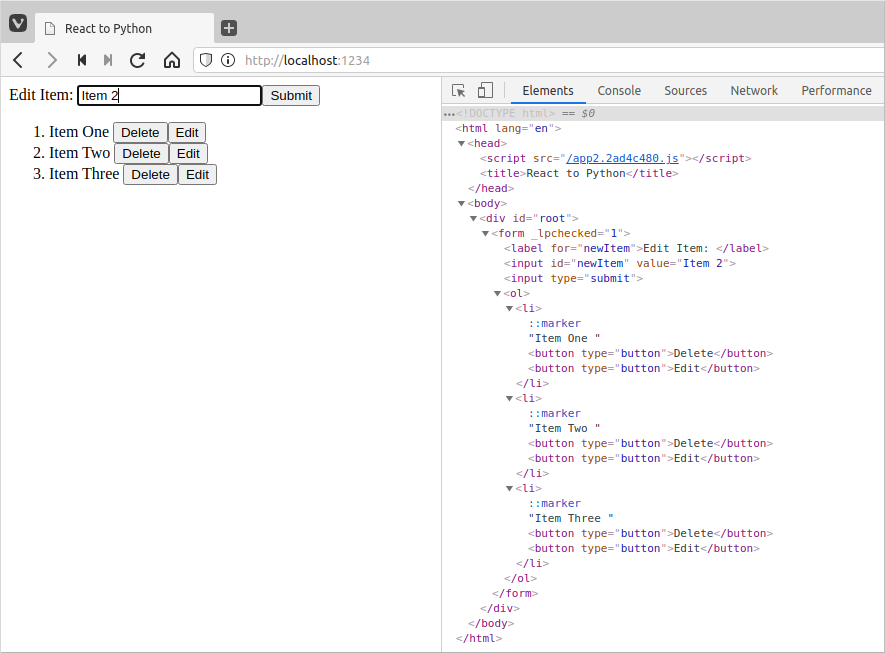 React to Python
http://localhost:1234
Edit Item: Item 2 Submit
1. Item One Delete Edit
2. Item Two Delete Edit
3. Item Three Delete Edit
Elements Console Sources Network Performance
•••<!DOCTYPE html> == $0
<html lang="en">
▼<head>
<script src="/app2.2ad4c480.js"></script>
<title>React to Python</title>
</head>
▼<body>
▼<div id="root">
▼<form _lpchecked="1">
<label for="newItem">Edit Item: </label>
<input id="newItem" value="Item 2">
<input type="submit">
▼<ol>
▼<li>
::marker
"Item One "
<button type="button">Delete</button>
<button type="button">Edit</button>
</li>
▼<li>
::marker
"Item Two "
<button type="button">Delete</button>
<button type="button">Edit</button>
</li>
▼<li>
::marker
"Item Three "
<button type="button">Delete</button>
<button type="button">Edit</button>
</li>
</ol>
</form>
</div>
</body>
</html>